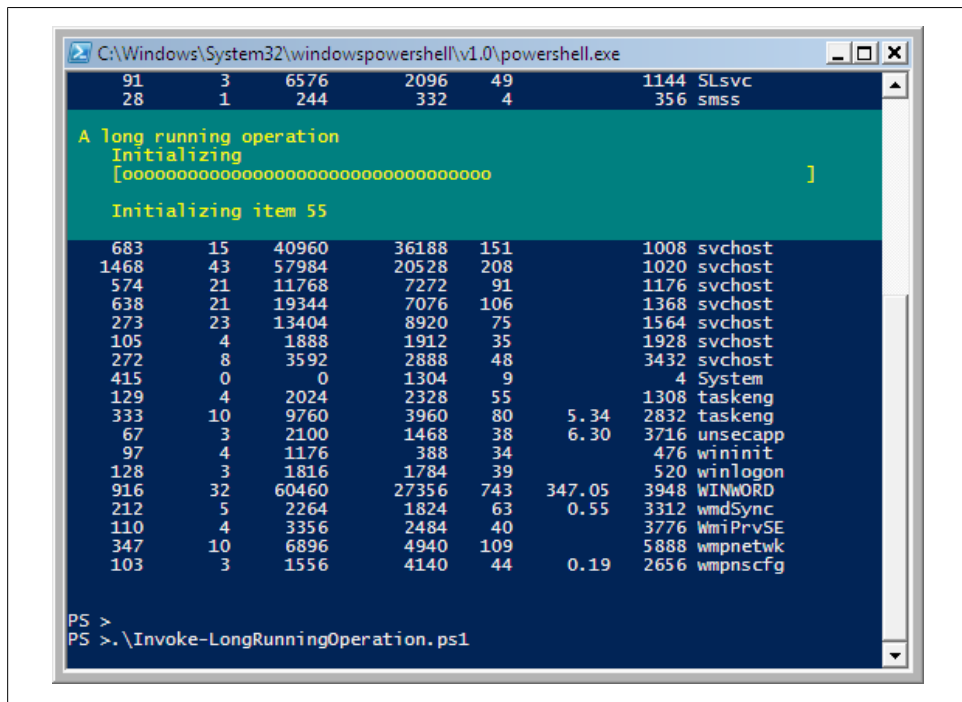 C:\Windows\System32\windowspowershell\v1.0\powershell.exe
91 3 6576 2096 49 1144 SLsvc
28 1 244 332 4 356 smss
A long running operation
Initializing
[oooooooooooooooooooooooooooooooooo ]
Initializing item 55
683 15 40960 36188 151 1008 svchost
1468 43 57984 20528 208 1020 svchost
574 21 11768 7272 91 1176 svchost
638 21 19344 7076 106 1368 svchost
273 23 13404 8920 75 1564 svchost
105 4 1888 1912 35 1928 svchost
272 8 3592 2888 48 3432 svchost
415 0 0 1304 9 4 System
129 4 2024 2328 55 1308 taskeng
333 10 9760 3960 80 5.34 2832 taskeng
67 3 2100 1468 38 6.30 3716 unsecapp
97 4 1176 388 34 476 wininit
128 3 1816 1784 39 520 winlogon
916 32 60460 27356 743 347.05 3948 WINWORD
212 5 2264 1824 63 0.55 3312 wmdSync
110 4 3356 2484 40 3776 WmiPrvSE
347 10 6896 4940 109 5888 wmpnetwk
103 3 1556 4140 44 0.19 2656 wmpnscfg
PS >
PS >.\Invoke-LongRunningOperation.ps1